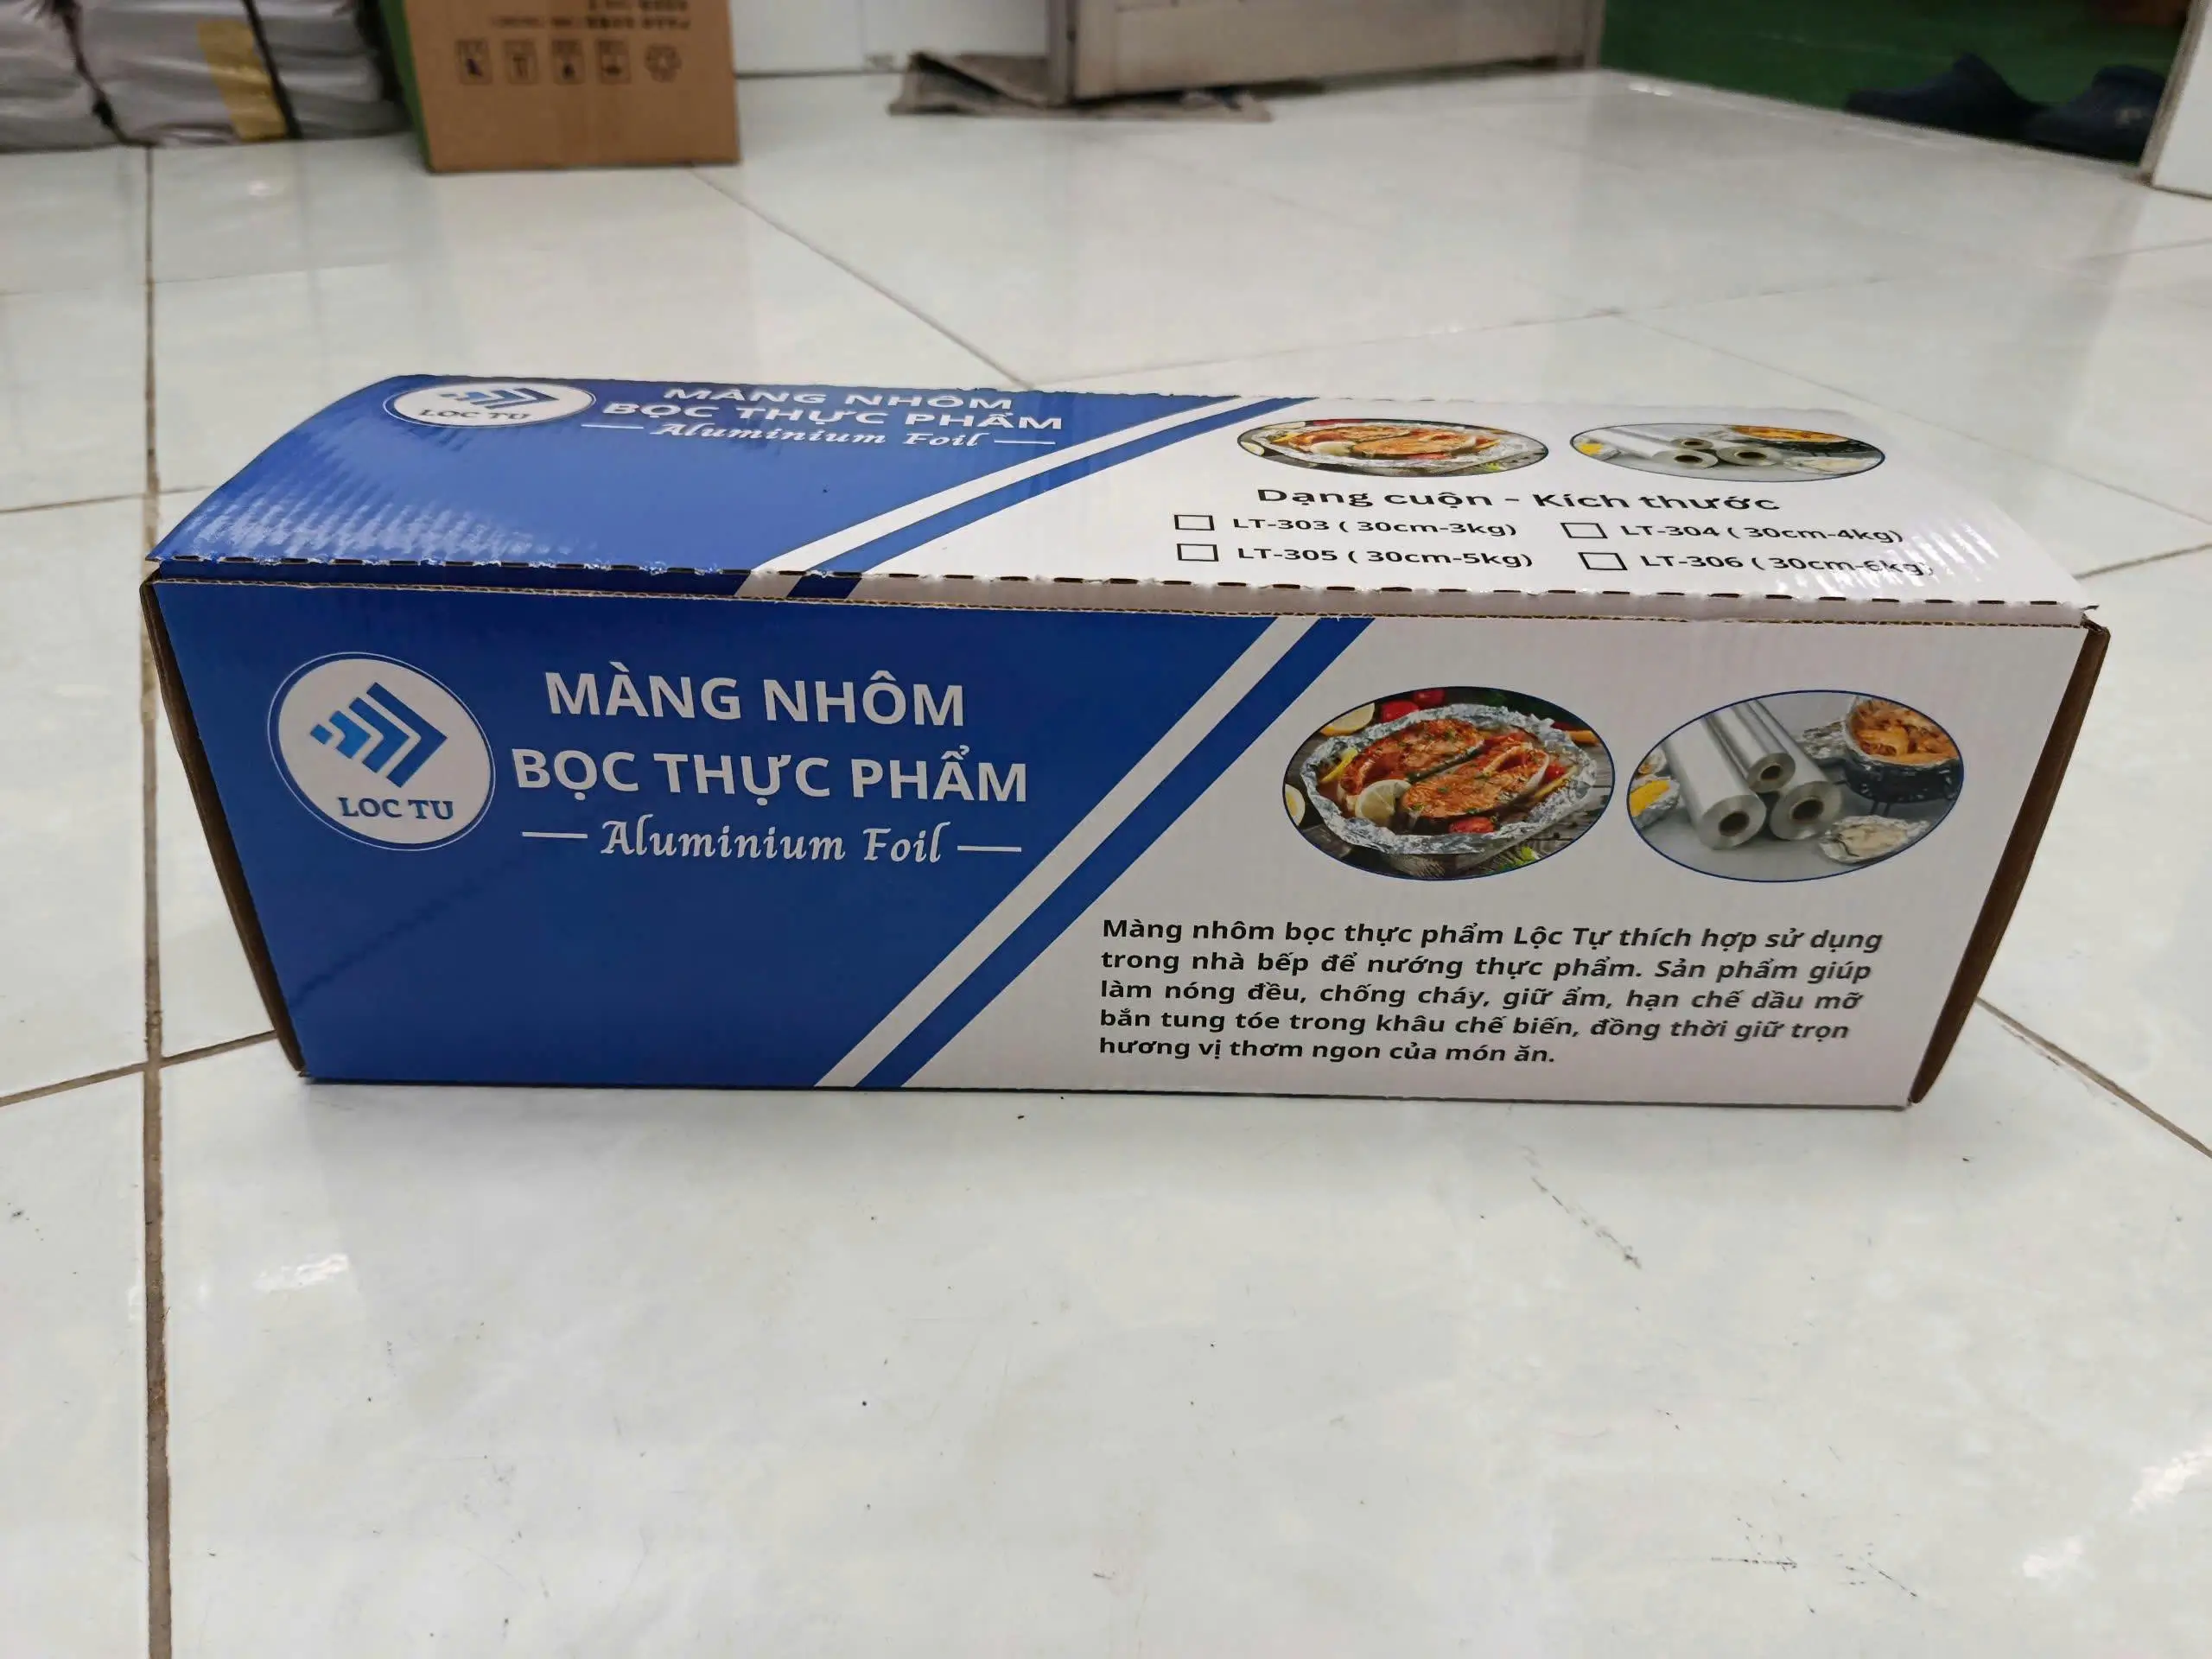 LOC TU
MÀNG NHÔM
BỌC THỰC PHẨM
Aluminium Foil
Dạng cuộn - Kích thước
LT-303 ( 30cm-3kg)
LT-304 ( 30cm-4kg)
LT-305 ( 30cm-5kg)
LT-306 ( 30cm-6kg)
LOC TU
MÀNG NHÔM
BỌC THỰC PHẨM
Aluminium Foil
Màng nhôm bọc thực phẩm Lộc Tự thích hợp sử dụng
trong nhà bếp để nướng thực phẩm. Sản phẩm giúp
làm nóng đều, chống cháy, giữ ẩm, hạn chế dầu mỡ
bắn tung tóe trong khâu chế biến, đồng thời giữ trọn
hương vị thơm ngon của món ăn.